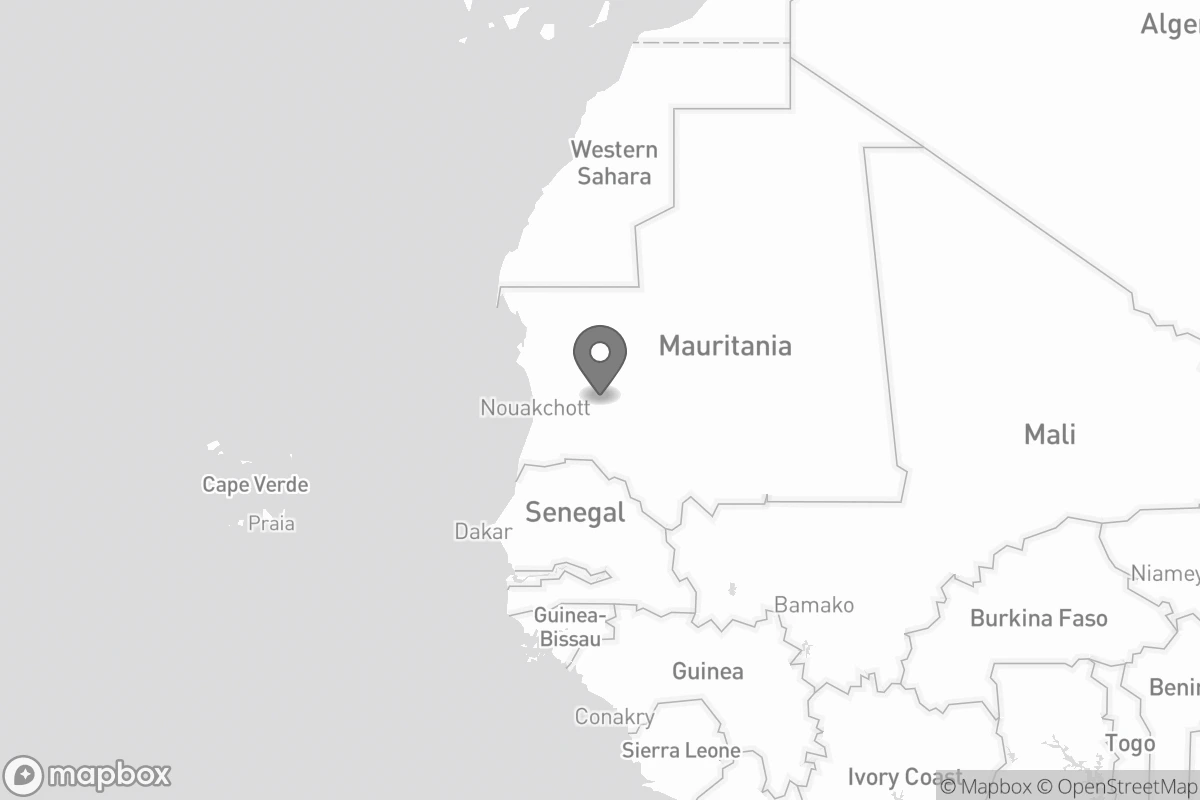 Alge
Western
Sahara
Mauritania
Nouakchott
Mali
Cape Verde
Praia
Senegal
Dakar
Niamey
Bamako
Guinea-
Bissau
Burkina Faso
Guinea
Benin
Conakry
Sierra Leone
Togo
Ivory Coast
mapbox
© Mapbox © OpenStreetMap